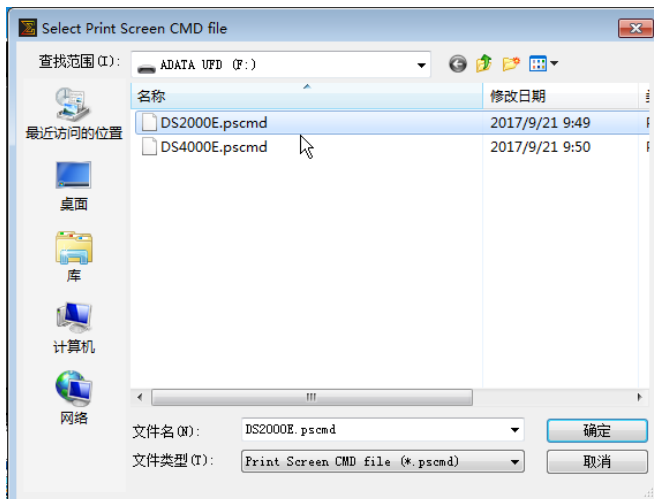 Select Print Screen CMD file
查找范围(I):
ADATA UFD (F:)
名称
修改日期
最近访问的位置
DS2000E.pscmd
2017/9/21 9:49
DS4000E.pscmd
2017/9/21 9:50
桌面
库
计算机
网络
文件名(N):
DS2000E.pscmd
确定
文件类型(T):
Print Screen CMD file (*.pscmd)
取消